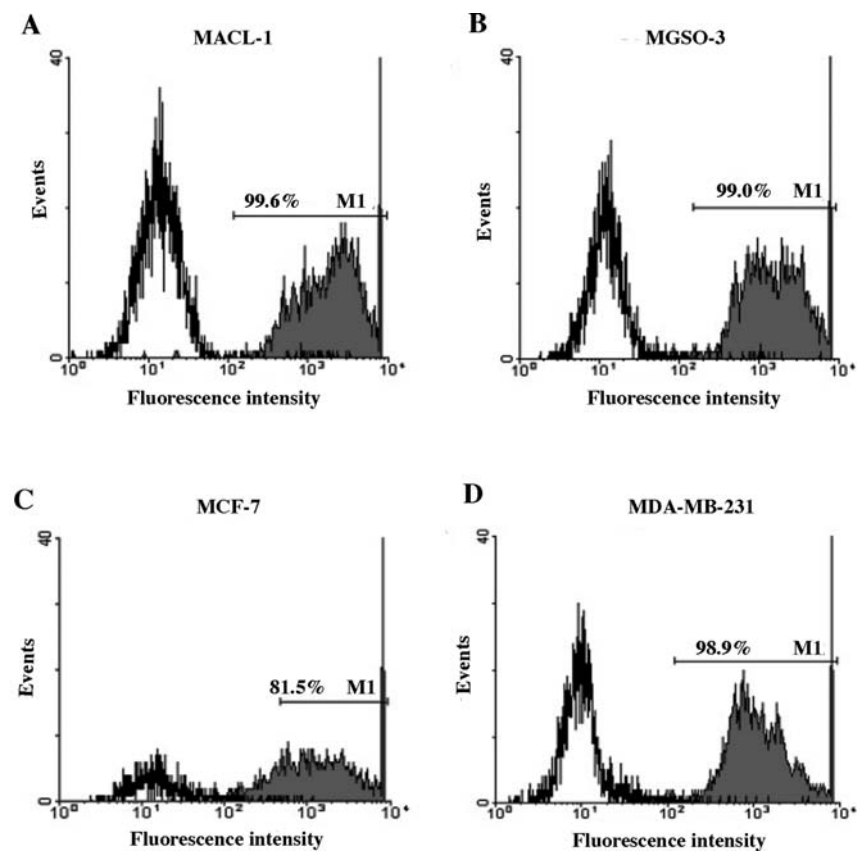 A
MACL-1
40
Events
0
99.6% M1
10⁰ 10¹ 10² 10³ 10⁴
Fluorescence intensity
B
MGSO-3
40
Events
0
99.0% M1
10⁰ 10¹ 10² 10³ 10⁴
Fluorescence intensity
C
MCF-7
40
Events
0
81.5% M1
10⁰ 10¹ 10² 10³ 10⁴
Fluorescence intensity
D
MDA-MB-231
40
Events
0
98.9% M1
10⁰ 10¹ 10² 10³ 10⁴
Fluorescence intensity